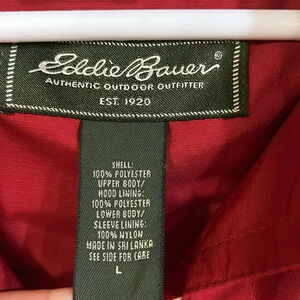 Eddie Bauer®
AUTHENTIC OUTDOOR OUTFITTER
EST. 1920
SHELL:
100% POLYESTER
UPPER BODY/
HOOD LINING:
100% POLYESTER
LOWER BODY/
SLEEVE LINING:
100% NYLON
MADE IN SRI LANKA
SEE SIDE FOR CARE
L